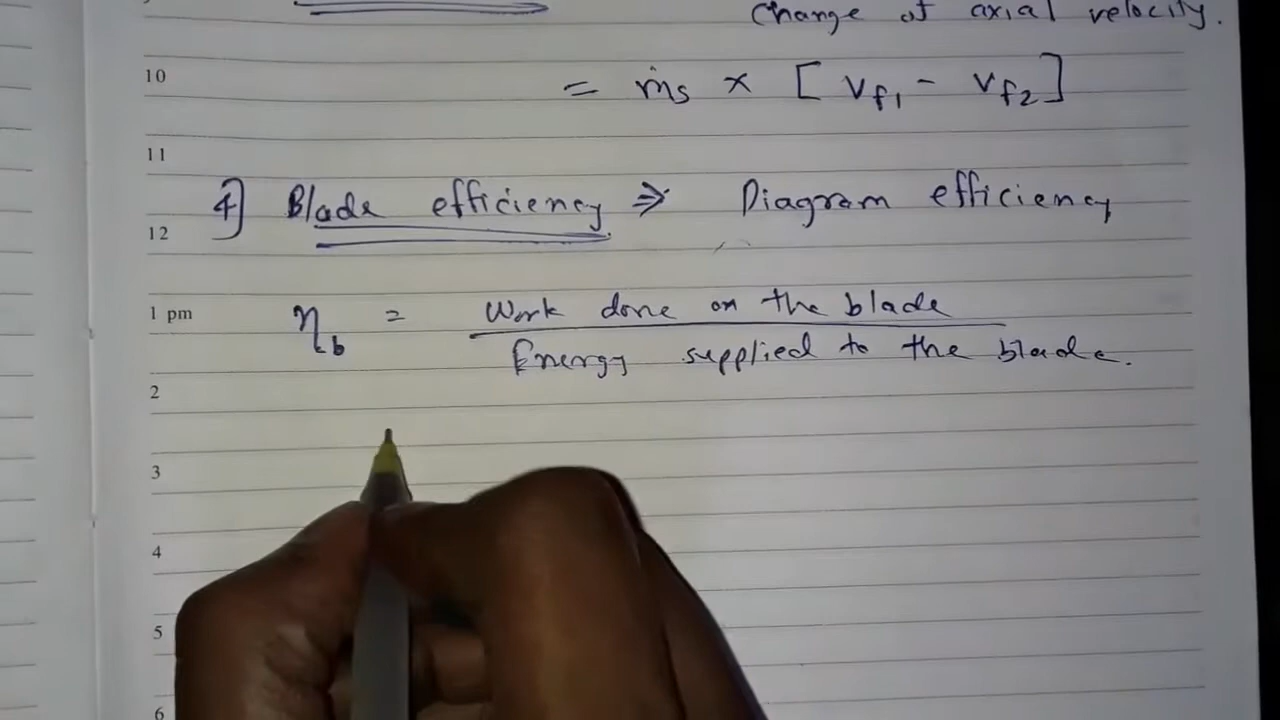 Change of axial velocity.
10
= ṁs × [ Vf1 - Vf2 ]
11
4] Blade efficiency ⇒ Diagram efficiency
12
1 pm
ηb = Work done on the blade
Energy supplied to the blade.
2
3
4
5
6